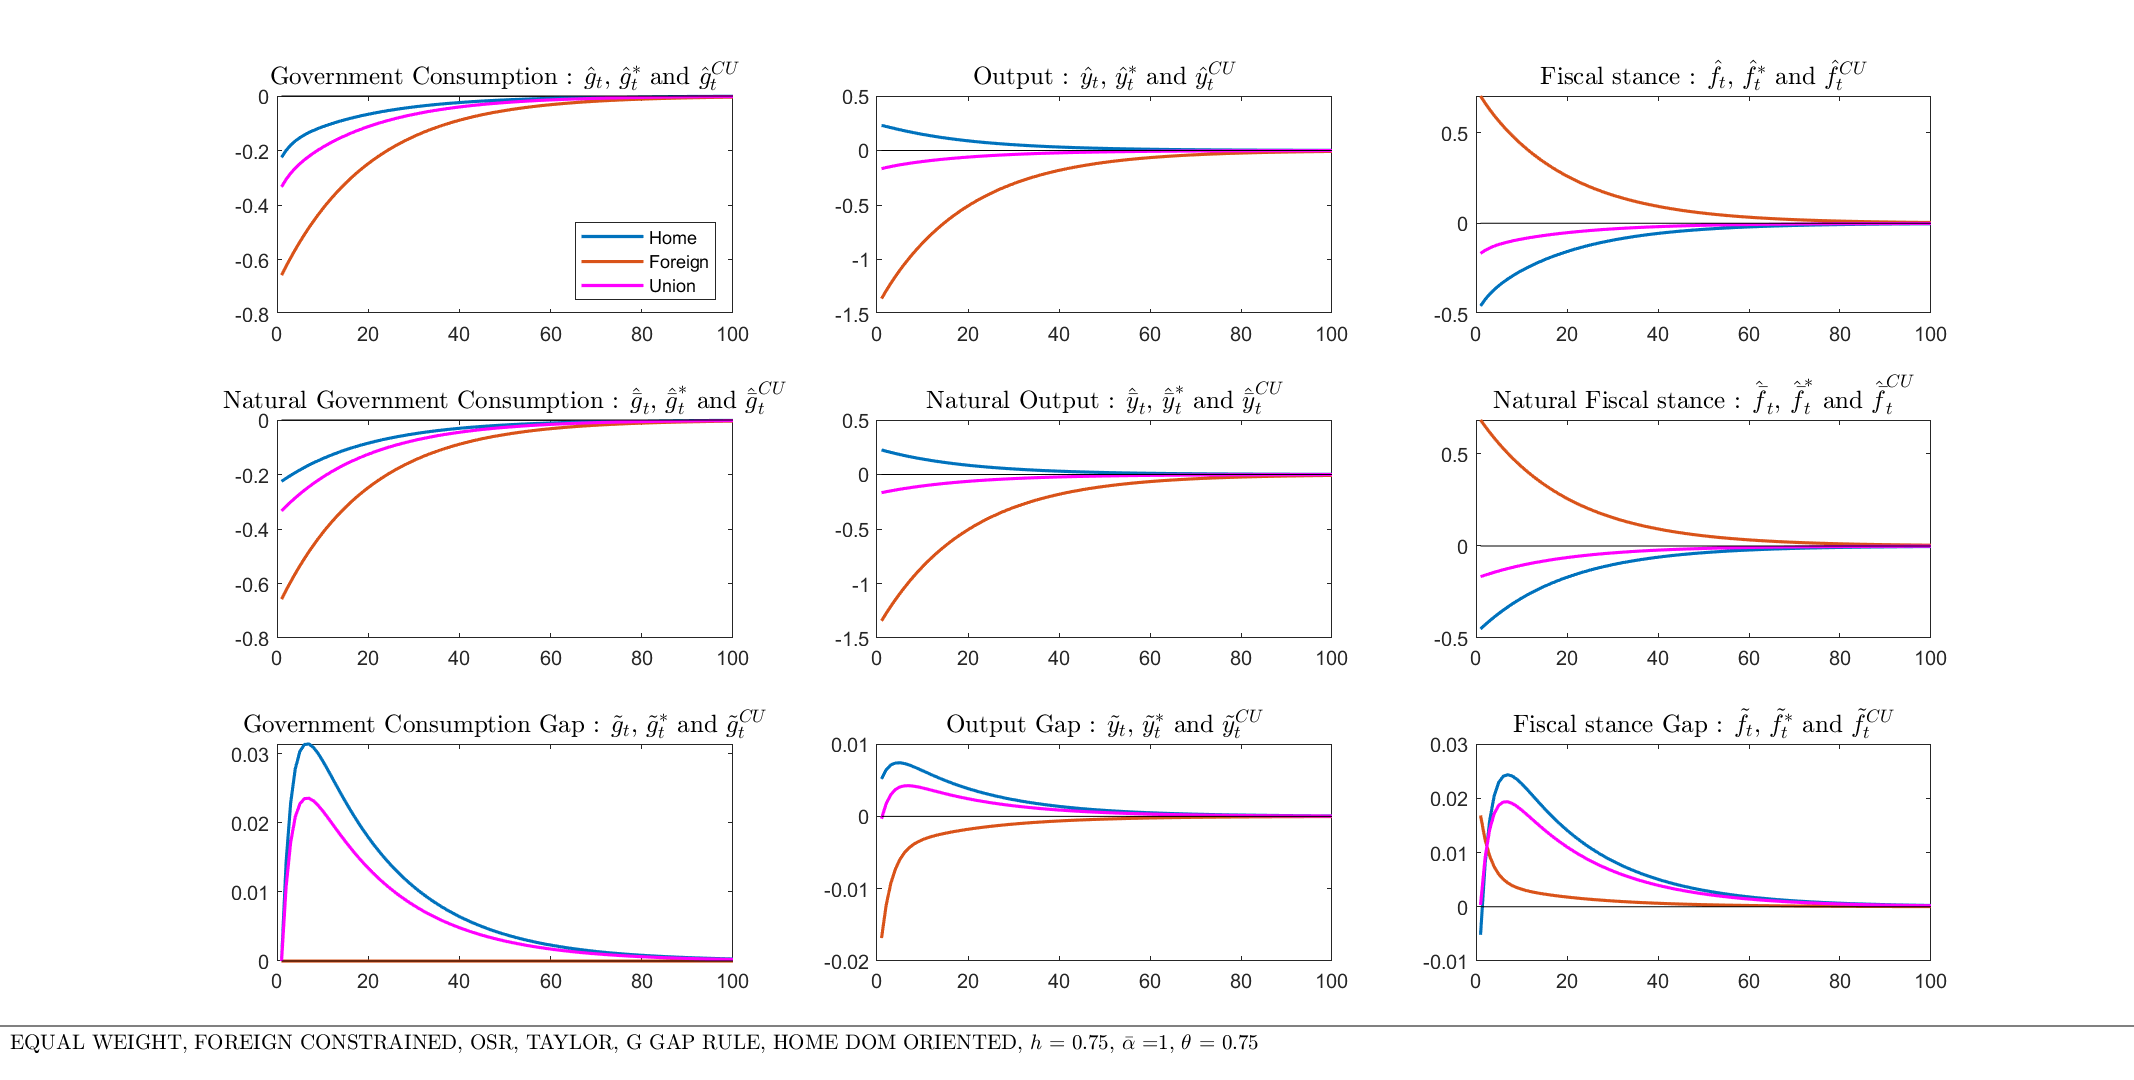 Government Consumption : ĝₜ, ĝₜ* and ĝₜᶜᵁ
0
-0.2
-0.4
-0.6
-0.8
0 20 40 60 80 100
Home
Foreign
Union
Output : ŷₜ, ŷₜ* and ŷₜᶜᵁ
0.5
0
-0.5
-1
-1.5
0 20 40 60 80 100
Fiscal stance : f̂ₜ, f̂ₜ* and f̂ₜᶜᵁ
0.5
0
-0.5
0 20 40 60 80 100
Natural Government Consumption : ḡ̂ₜ, ḡ̂ₜ* and ḡ̂ₜᶜᵁ
0
-0.2
-0.4
-0.6
-0.8
0 20 40 60 80 100
Natural Output : ȳ̂ₜ, ȳ̂ₜ* and ȳ̂ₜᶜᵁ
0.5
0
-0.5
-1
-1.5
0 20 40 60 80 100
Natural Fiscal stance : f̄̂ₜ, f̄̂ₜ* and f̄̂ₜᶜᵁ
0.5
0
-0.5
0 20 40 60 80 100
Government Consumption Gap : g̃ₜ, g̃ₜ* and g̃ₜᶜᵁ
0.03
0.02
0.01
0
0 20 40 60 80 100
Output Gap : ỹₜ, ỹₜ* and ỹₜᶜᵁ
0.01
0
-0.01
-0.02
0 20 40 60 80 100
Fiscal stance Gap : f̃ₜ, f̃ₜ* and f̃ₜᶜᵁ
0.03
0.02
0.01
0
-0.01
0 20 40 60 80 100
EQUAL WEIGHT, FOREIGN CONSTRAINED, OSR, TAYLOR, G GAP RULE, HOME DOM ORIENTED, h = 0.75, ᾱ =1, θ = 0.75